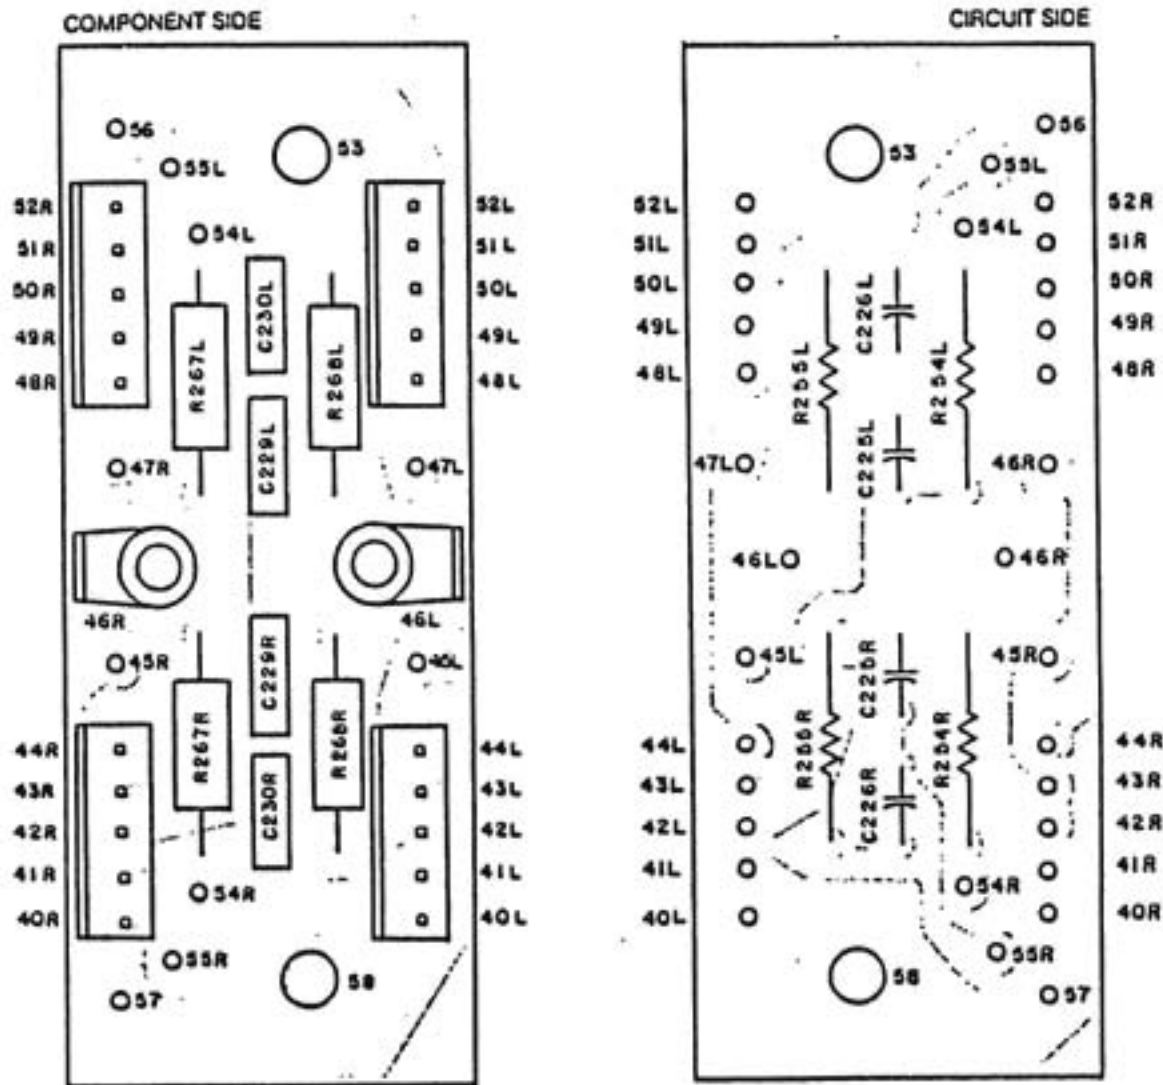 COMPONENT SIDE
56
55L
53
52R
52L
54L
51R
51L
50R
50L
C230L
49R
49L
R267L
R268L
48R
48L
C229L
47R
47L
46R
46L
45R
45L
C229R
R267R
R268R
44R
44L
43R
43L
C230R
42R
42L
41R
41L
54R
40R
40L
55R
58
57
CIRCUIT SIDE
56
53
55L
52L
52R
54L
51L
51R
50L
50R
C226L
49L
49R
R255L
R254L
48L
48R
C225L
47L
46R
46L
46R
45L
45R
C225R
R256R
R254R
44L
44R
43L
43R
C226R
42L
42R
41L
41R
54R
40L
40R
55R
58
57